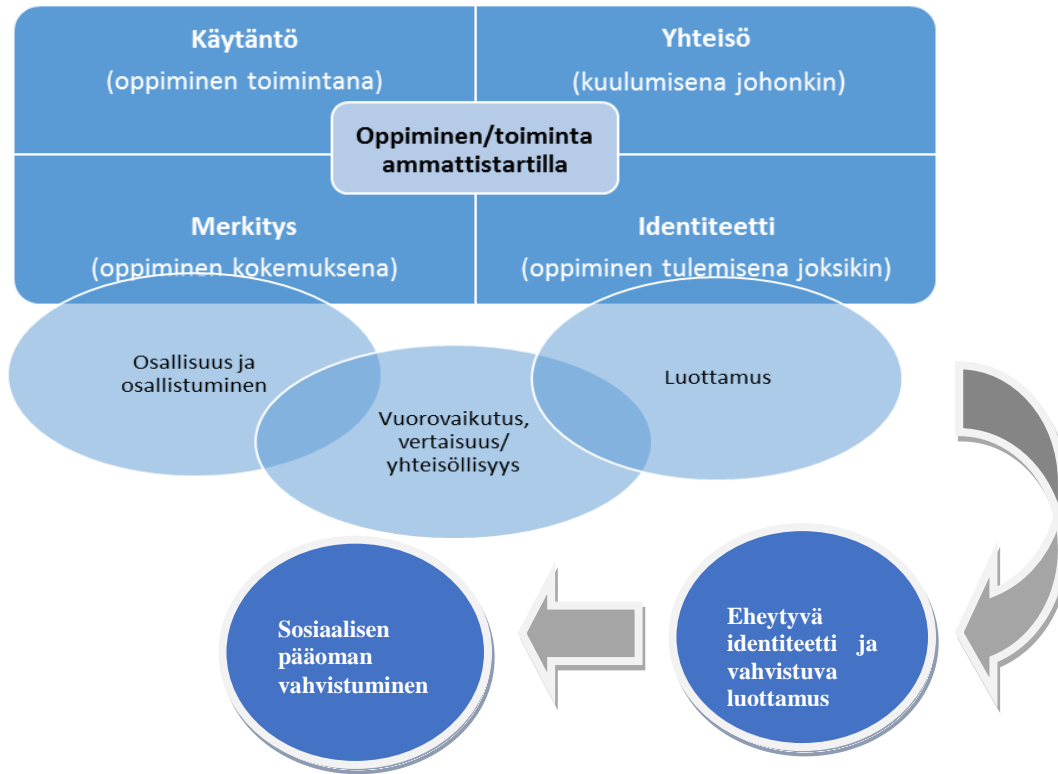 Käytäntö
(oppiminen toimintana)
Yhteisö
(kuulumisena johonkin)
Oppiminen/toiminta
ammattistartilla
Merkitys
(oppiminen kokemuksena)
Identiteetti
(oppiminen tulemisena joksikin)
Osallisuus ja
osallistuminen
Vuorovaikutus,
vertaisuus/
yhteisöllisyys
Luottamus
Sosiaalisen
pääoman
vahvistuminen
Eheytyvä
identiteetti ja
vahvistuva
luottamus